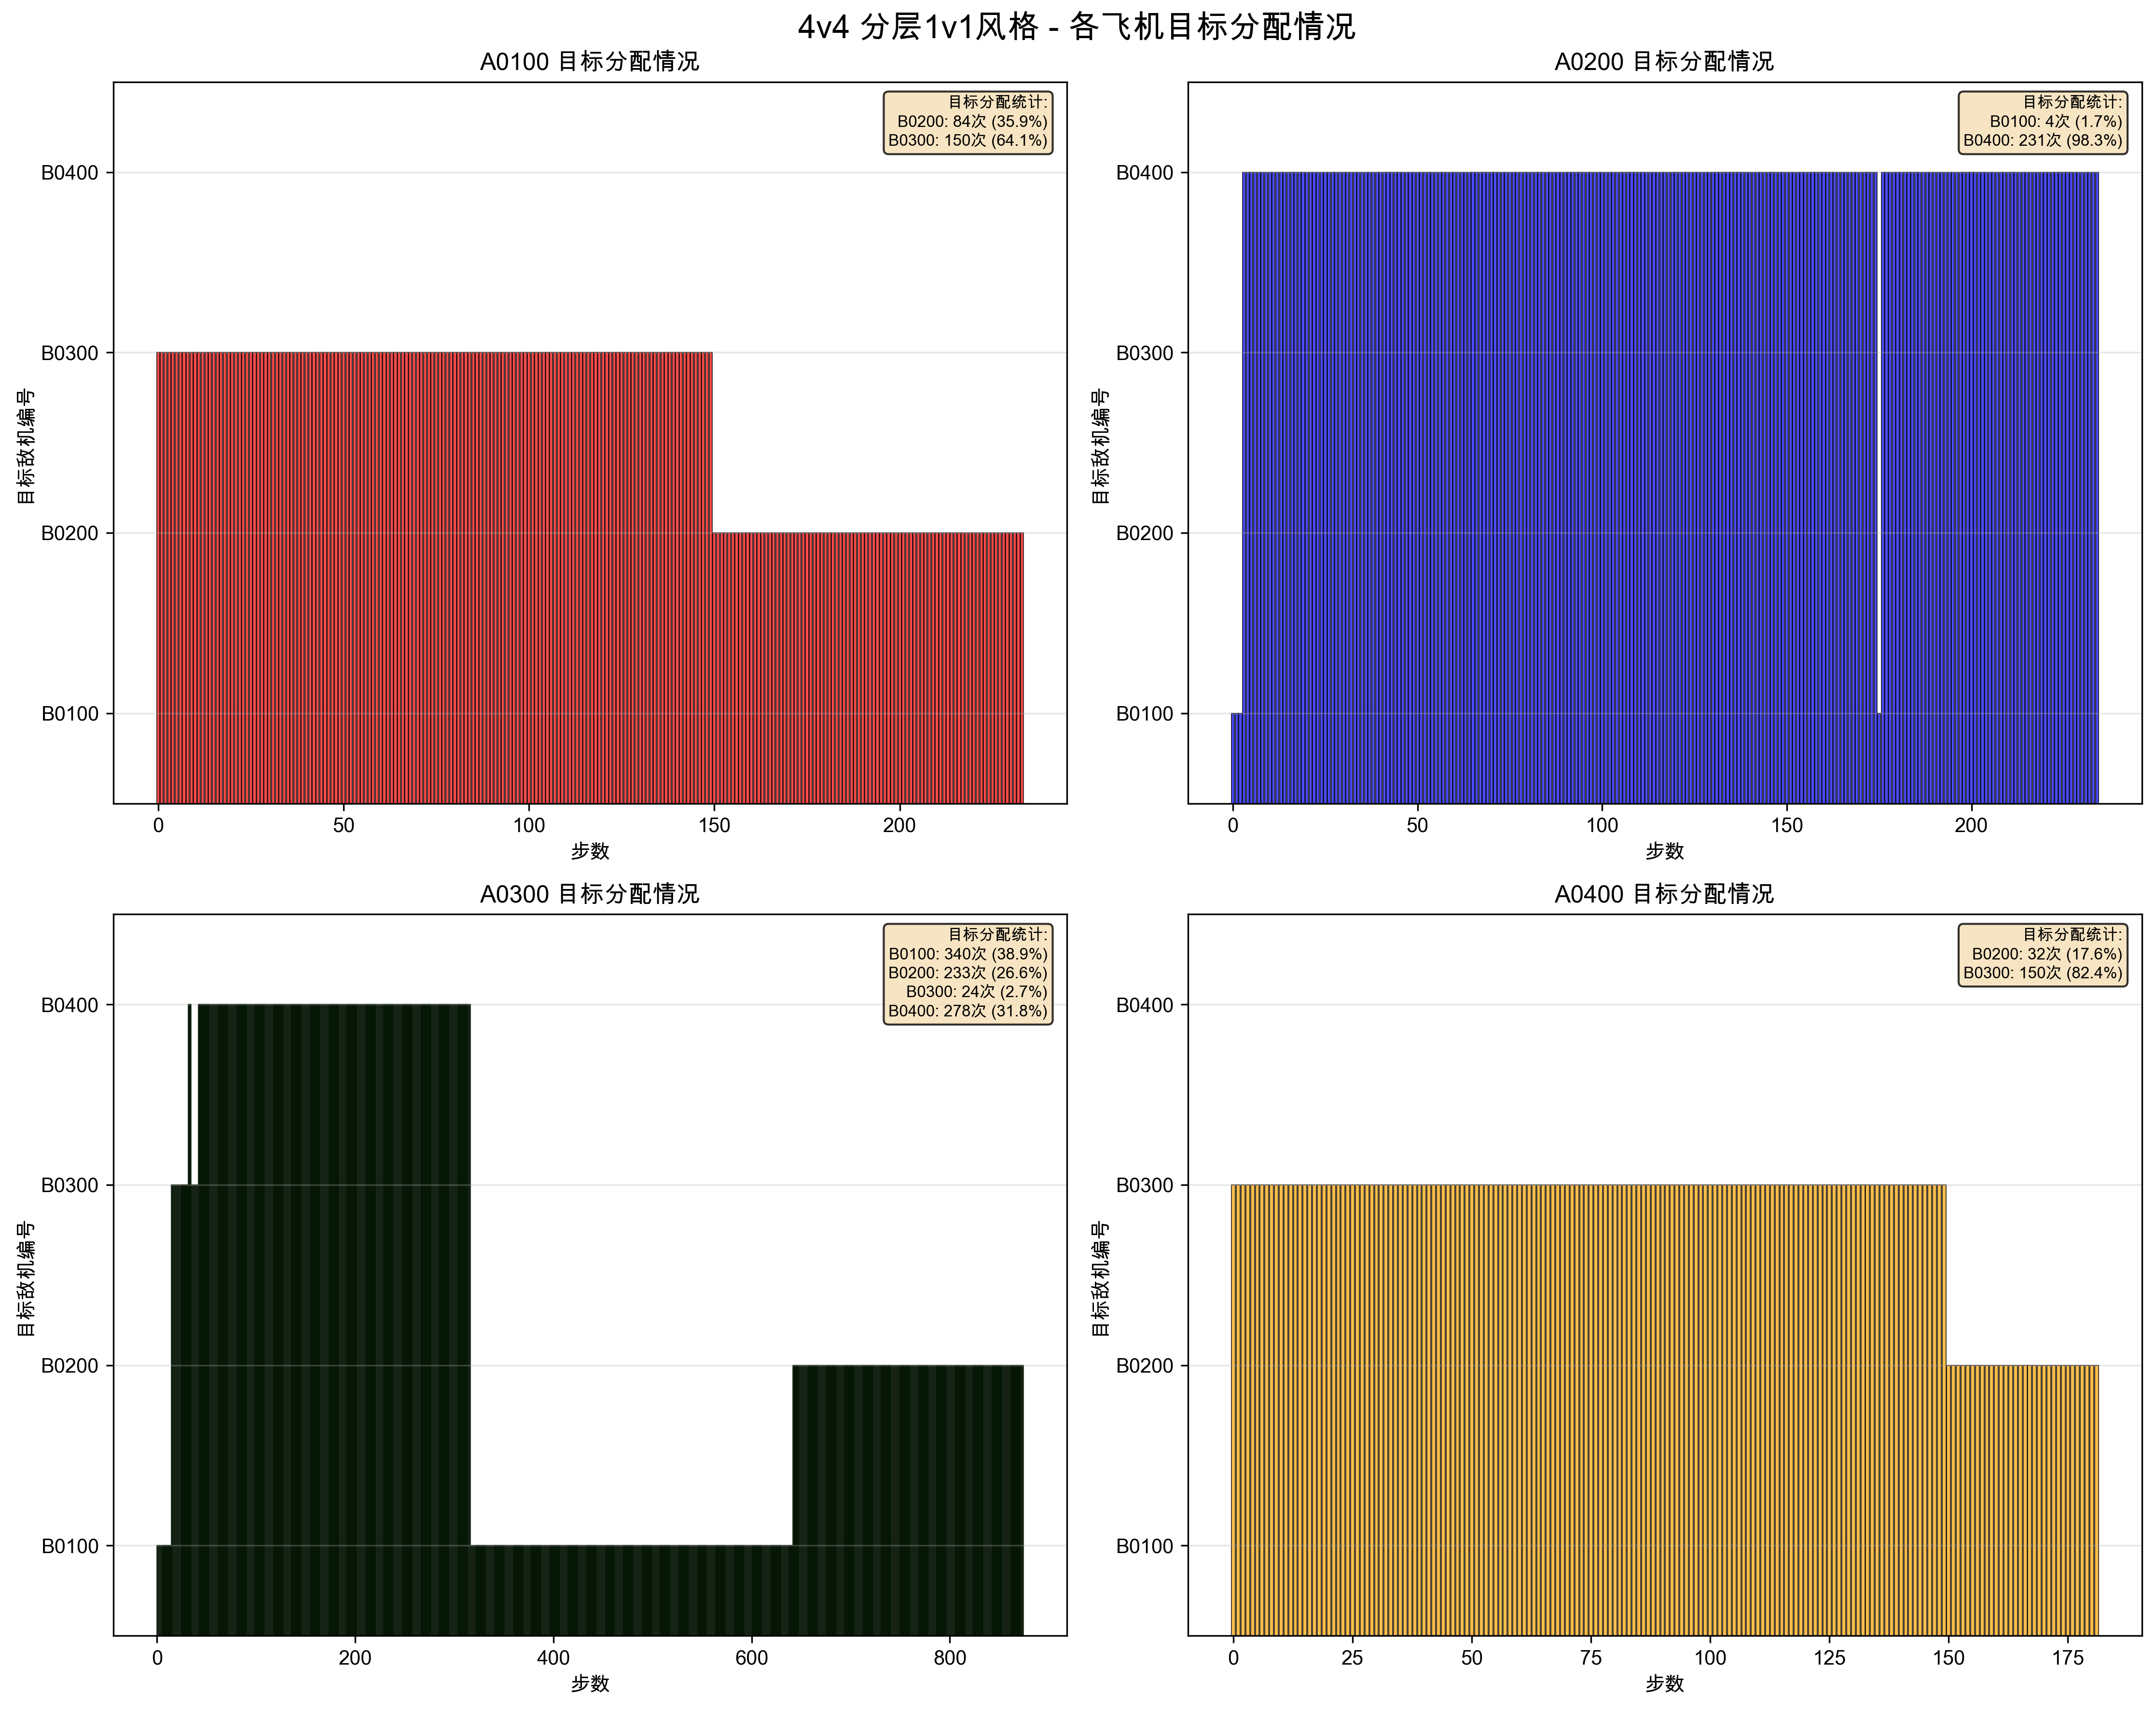 4v4 分层1v1风格 - 各飞机目标分配情况
A0100 目标分配情况
目标分配统计:
B0200: 84次 (35.9%)
B0300: 150次 (64.1%)
目标敌机编号
B0400
B0300
B0200
B0100
0 50 100 150 200
步数
A0200 目标分配情况
目标分配统计:
B0100: 4次 (1.7%)
B0400: 231次 (98.3%)
目标敌机编号
B0400
B0300
B0200
B0100
0 50 100 150 200
步数
A0300 目标分配情况
目标分配统计:
B0100: 340次 (38.9%)
B0200: 233次 (26.6%)
B0300: 24次 (2.7%)
B0400: 278次 (31.8%)
目标敌机编号
B0400
B0300
B0200
B0100
0 200 400 600 800
步数
A0400 目标分配情况
目标分配统计:
B0200: 32次 (17.6%)
B0300: 150次 (82.4%)
目标敌机编号
B0400
B0300
B0200
B0100
0 25 50 75 100 125 150 175
步数